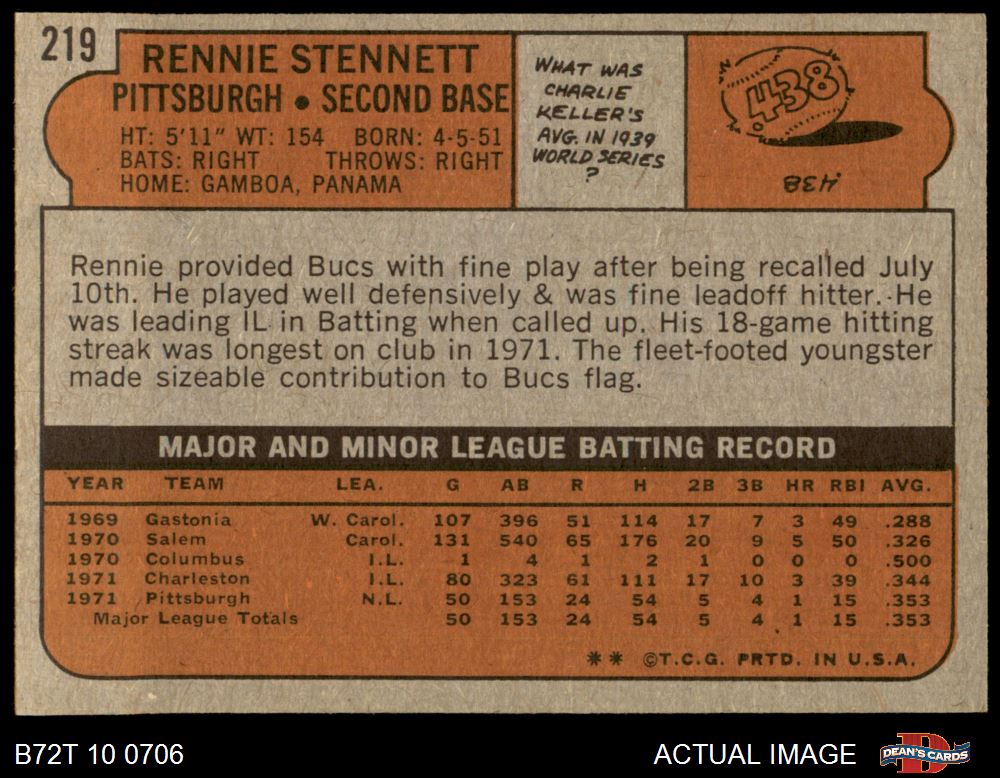 219
RENNIE STENNETT
PITTSBURGH • SECOND BASE
HT: 5'11" WT: 154 BORN: 4-5-51
BATS: RIGHT THROWS: RIGHT
HOME: GAMBOA, PANAMA
WHAT WAS
CHARLIE
KELLER'S
AVG. IN 1939
WORLD SERIES
?
.438
.438
Rennie provided Bucs with fine play after being recalled July
10th. He played well defensively & was fine leadoff hitter. He
was leading IL in Batting when called up. His 18-game hitting
streak was longest on club in 1971. The fleet-footed youngster
made sizeable contribution to Bucs flag.
MAJOR AND MINOR LEAGUE BATTING RECORD
YEAR TEAM LEA. G AB R H 2B 3B HR RBI AVG.
1969 Gastonia W. Carol. 107 396 51 114 17 7 3 49 .288
1970 Salem Carol. 131 540 65 176 20 9 5 50 .326
1970 Columbus I.L. 1 4 1 2 1 0 0 0 .500
1971 Charleston I.L. 80 323 61 111 17 10 3 39 .344
1971 Pittsburgh N.L. 50 153 24 54 5 4 1 15 .353
Major League Totals 50 153 24 54 5 4 1 15 .353
** ©T.C.G. PRTD. IN U.S.A.
B72T 10 0706 ACTUAL IMAGE DEAN'S CARDS